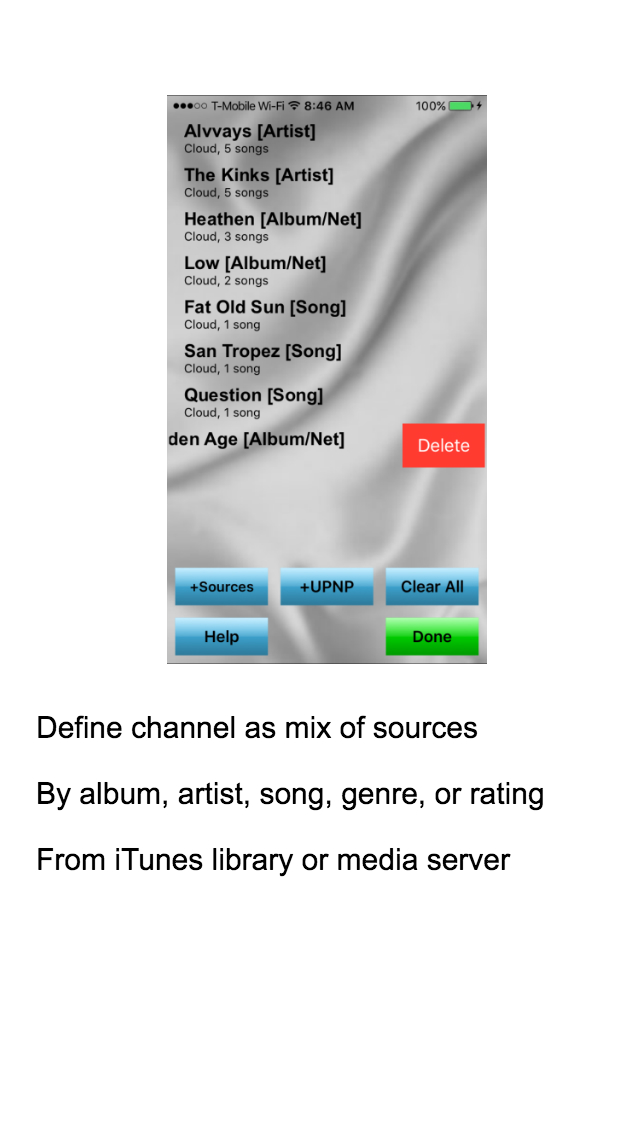 T-Mobile Wi-Fi 8:46 AM 100%
Alvvays [Artist]
Cloud, 5 songs
The Kinks [Artist]
Cloud, 5 songs
Heathen [Album/Net]
Cloud, 3 songs
Low [Album/Net]
Cloud, 2 songs
Fat Old Sun [Song]
Cloud, 1 song
San Tropez [Song]
Cloud, 1 song
Question [Song]
Cloud, 1 song
den Age [Album/Net] Delete
+Sources +UPNP Clear All
Help Done
Define channel as mix of sources
By album, artist, song, genre, or rating
From iTunes library or media server